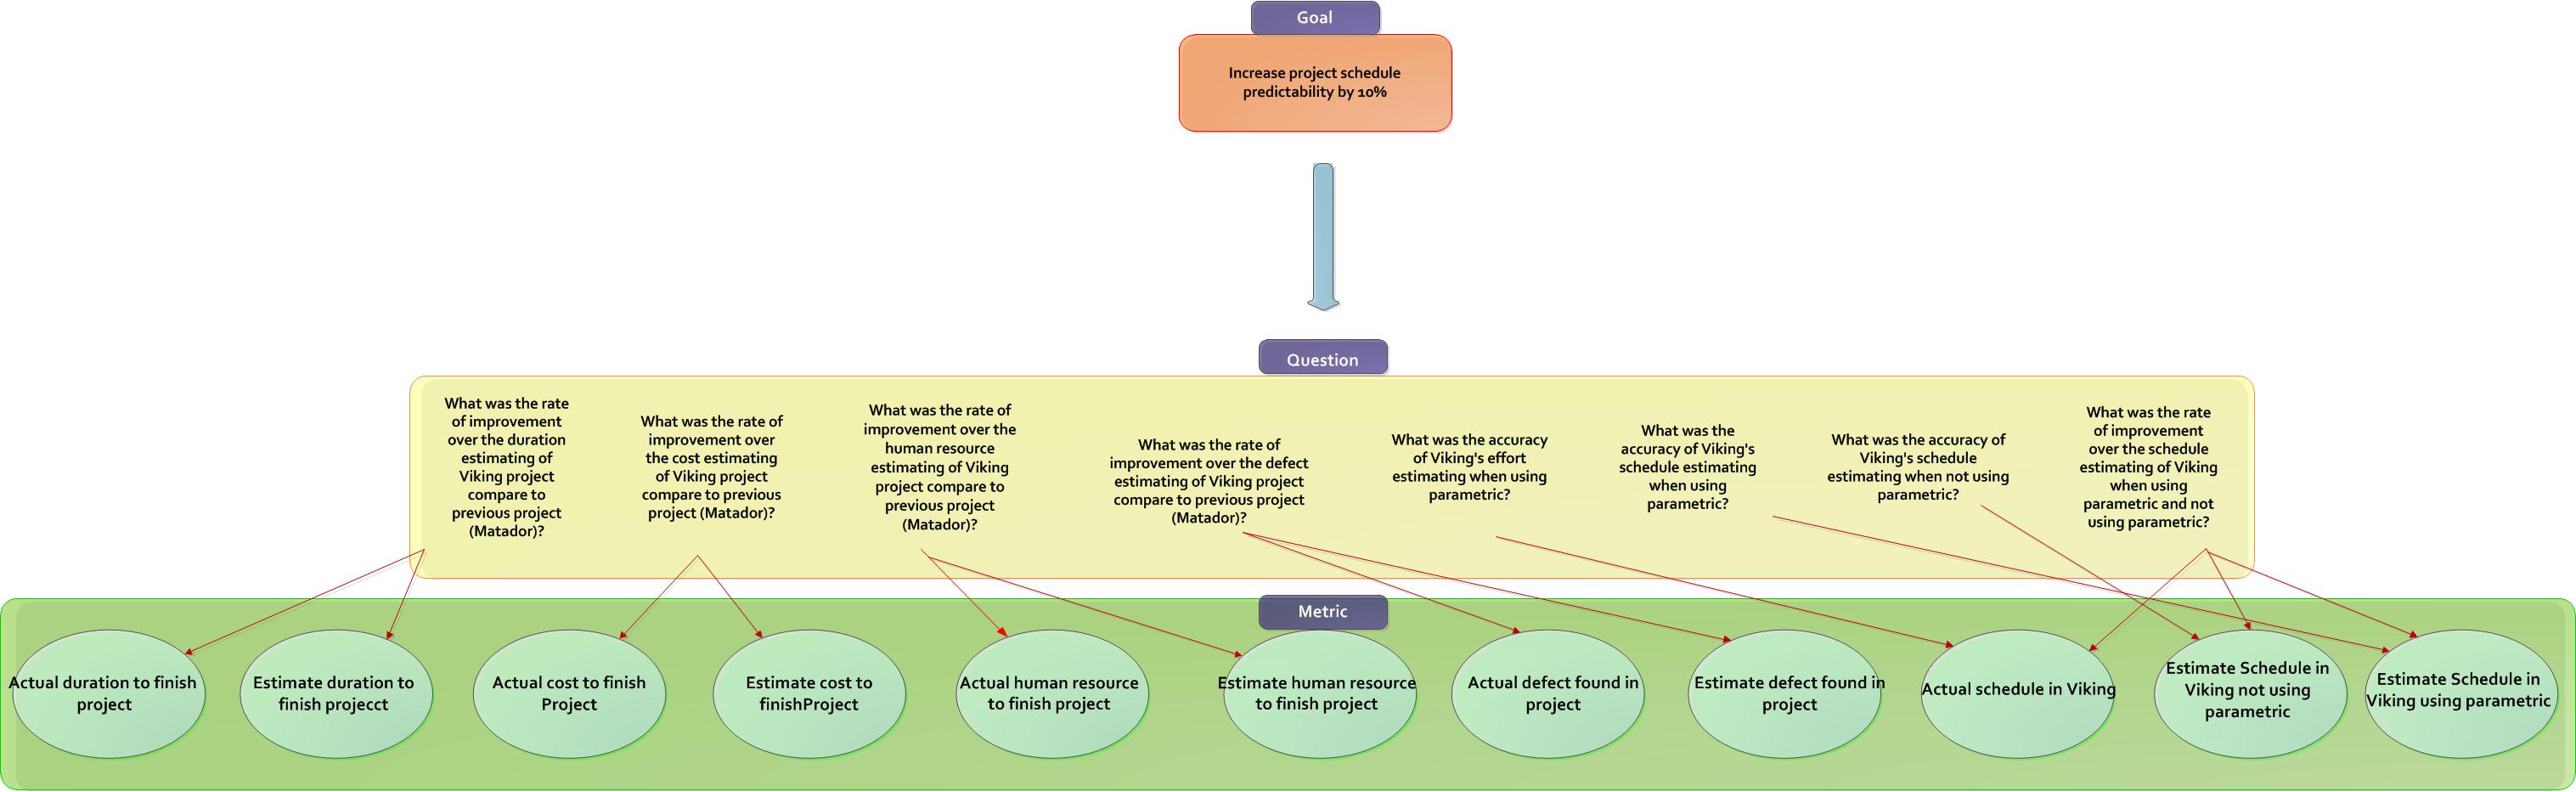 Goal
Increase project schedule
predictability by 10%
Question
What was the rate
of improvement
over the duration
estimating of
Viking project
compare to
previous project
(Matador)?
What was the rate of
improvement over
the cost estimating
of Viking project
compare to previous
project (Matador)?
What was the rate of
improvement over the
human resource
estimating of Viking
project compare to
previous project
(Matador)?
What was the rate of
improvement over the defect
estimating of Viking project
compare to previous project
(Matador)?
What was the accuracy
of Viking's effort
estimating when using
parametric?
What was the
accuracy of Viking's
schedule estimating
when using
parametric?
What was the accuracy of
Viking's schedule
estimating when not using
parametric?
What was the rate
of improvement
over the schedule
estimating of Viking
when using
parametric and not
using parametric?
Metric
Actual duration to finish
project
Estimate duration to
finish projecct
Actual cost to finish
Project
Estimate cost to
finishProject
Actual human resource
to finish project
Estimate human resource
to finish project
Actual defect found in
project
Estimate defect found in
project
Actual schedule in Viking
Estimate Schedule in
Viking not using
parametric
Estimate Schedule in
Viking using parametric